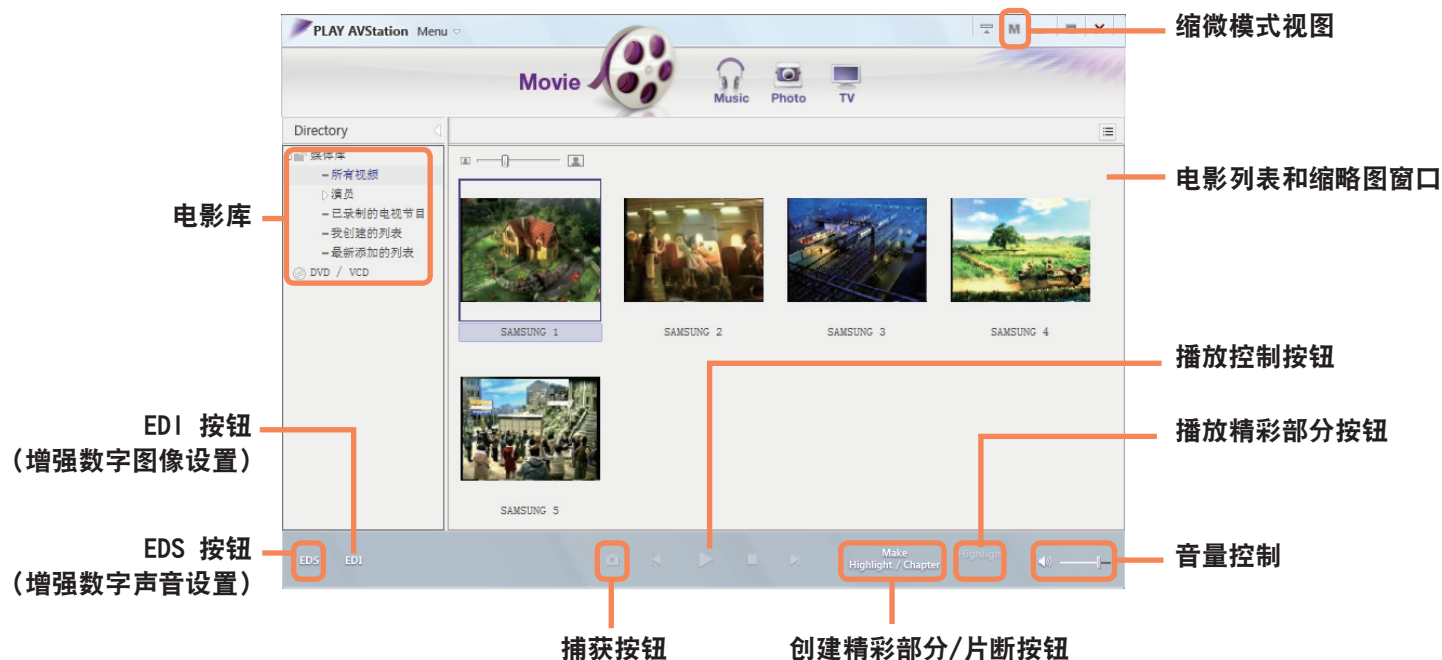 PLAY AVStation Menu
M
缩微模式视图
Movie
Music
Photo
TV
Directory
媒体库
所有视频
演员
已录制的电视节目
我创建的列表
最新添加的列表
DVD / VCD
电影库
电影列表和缩略图窗口
SAMSUNG 1
SAMSUNG 2
SAMSUNG 3
SAMSUNG 4
SAMSUNG 5
播放控制按钮
播放精彩部分按钮
EDI 按钮
(增强数字图像设置)
EDS 按钮
(增强数字声音设置)
EDS
EDI
Make
Highlight / Chapter
Highligh
音量控制
捕获按钮
创建精彩部分/片断按钮